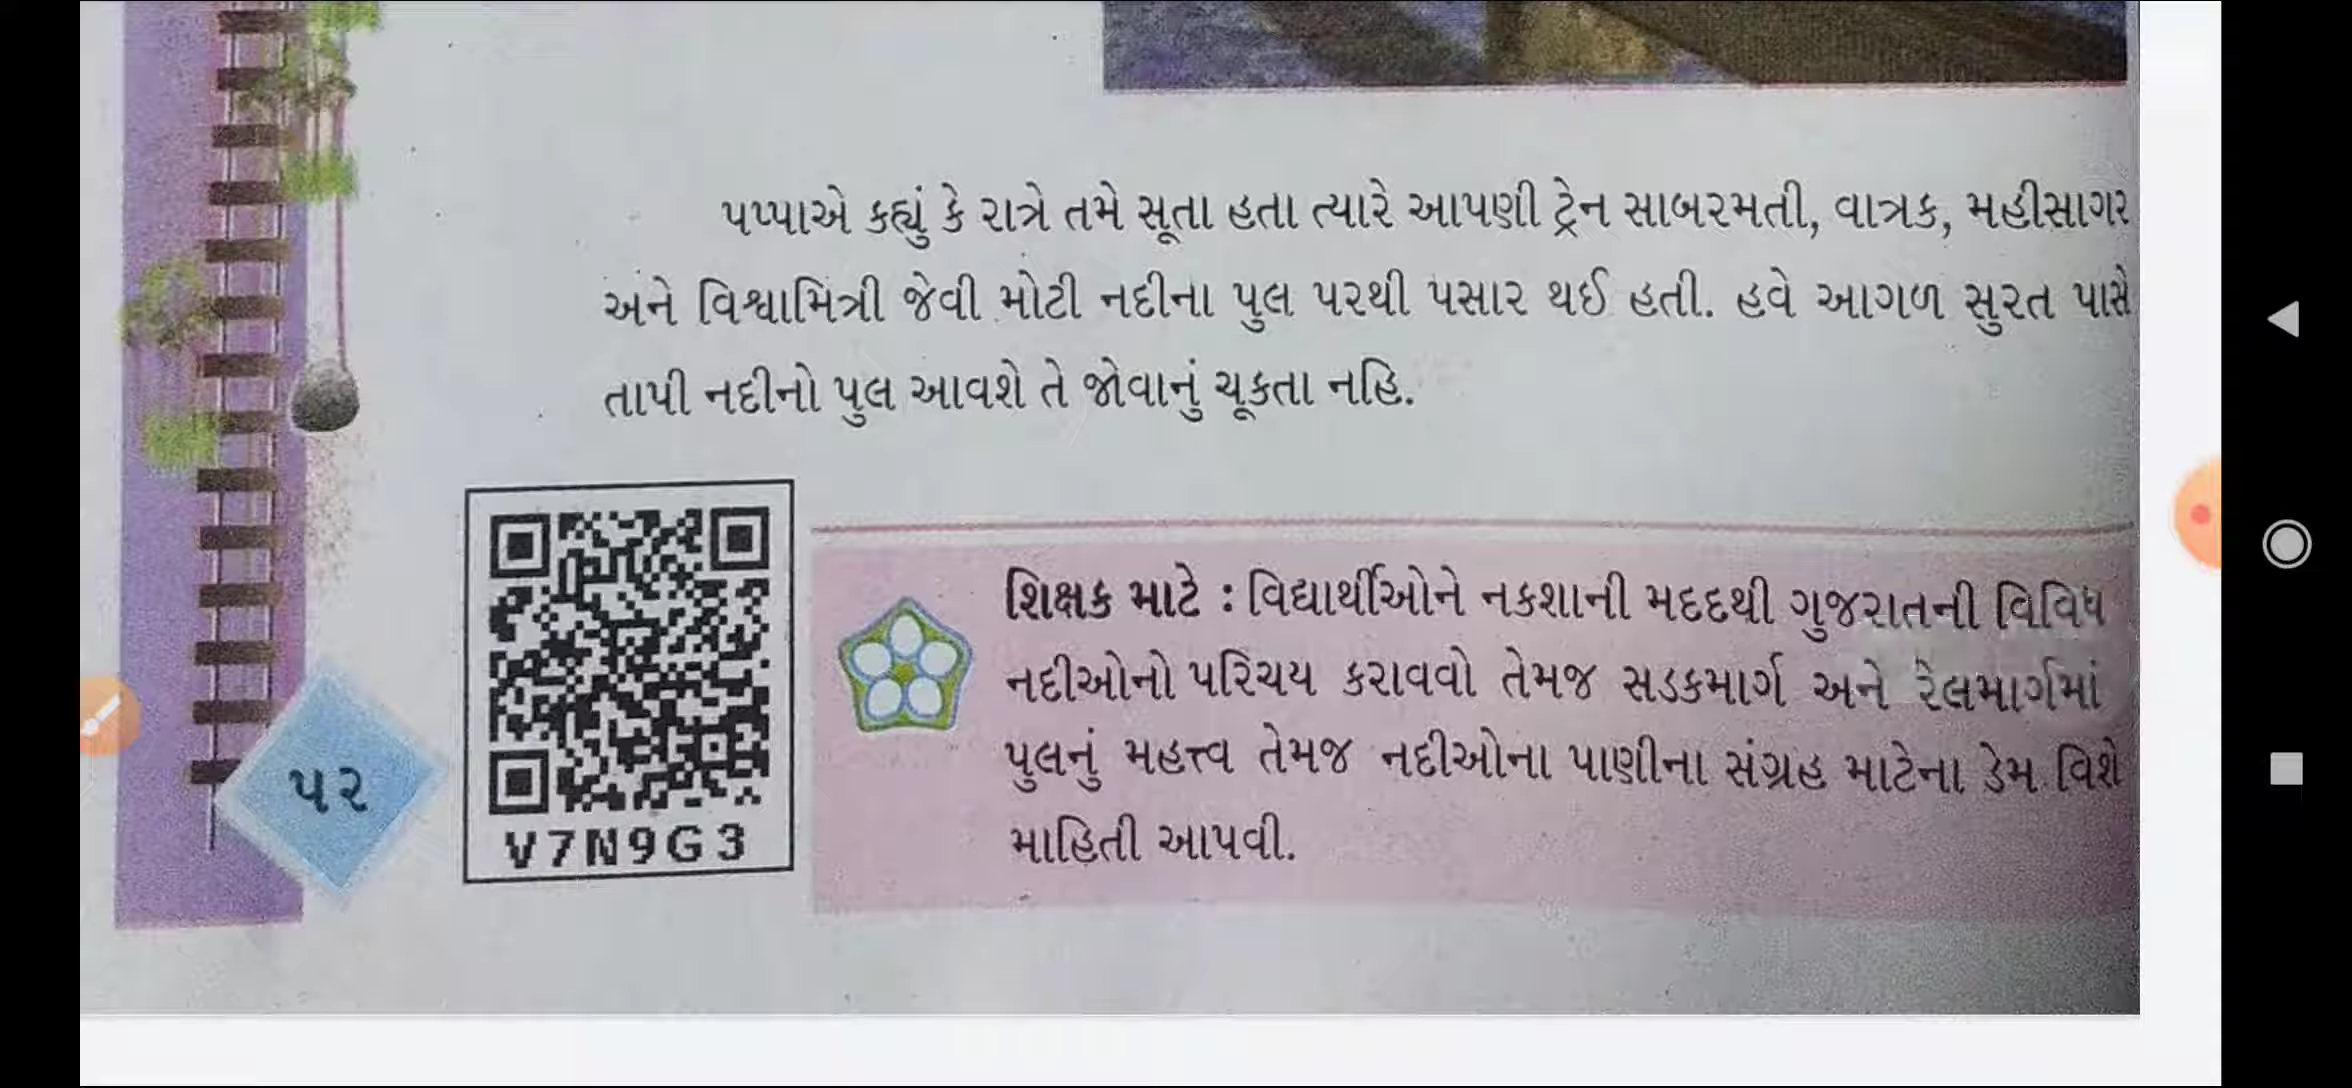 પપ્પાએ કહ્યું કે રાત્રે તમે સૂતા હતા ત્યારે આપણી ટ્રેન સાબરમતી, વાત્રક, મહીસાગર
અને વિશ્વામિત્રી જેવી મોટી નદીના પુલ પરથી પસાર થઈ હતી. હવે આગળ સુરત પાસે
તાપી નદીનો પુલ આવશે તે જોવાનું ચૂકતા નહિ.
શિક્ષક માટે : વિદ્યાર્થીઓને નકશાની મદદથી ગુજરાતની વિવિધ
નદીઓનો પરિચય કરાવવો તેમજ સડકમાર્ગ અને રેલમાર્ગમાં
પુલનું મહત્ત્વ તેમજ નદીઓના પાણીના સંગ્રહ માટેના ડેમ વિશે
માહિતી આપવી.
૫૨
V7N9G3